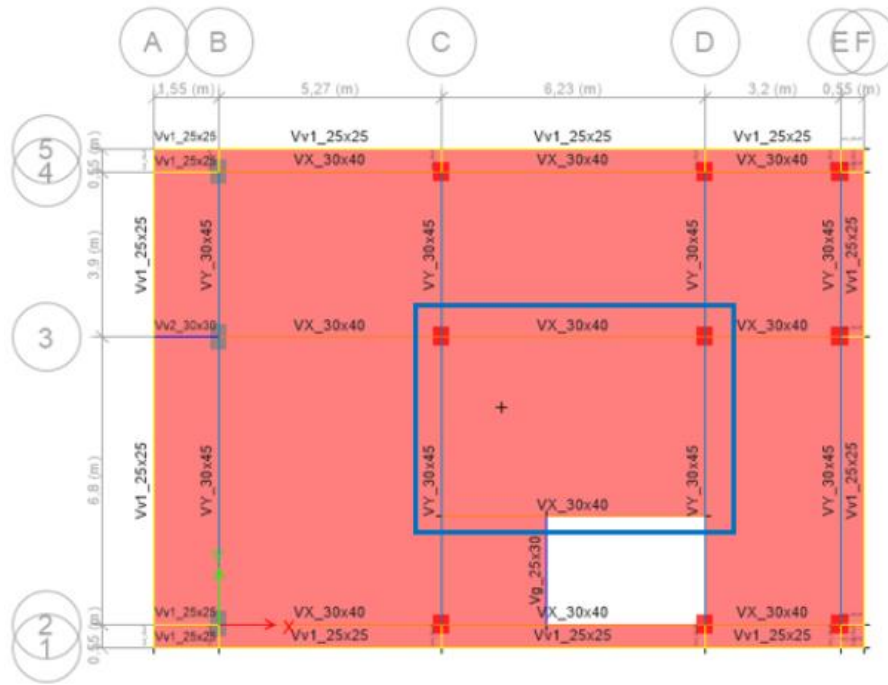 A B C D E F
1,55 (m) 5,27 (m) 6,23 (m) 3,2 (m) 0,55 (m)
Vv1_25x25 Vv1_25x25 Vv1_25x25 Vv1_25x25
5
Vv1_25x25 VX_30x40 VX_30x40 VX_30x40
4
0,55 (m)
Vv1_25x25 VY_30x45 VY_30x45 VY_30x45 VY_30x45 Vv1_25x25
3,9 (m)
Vv2_30x30 VX_30x40 VX_30x40 VX_30x40
3
Vv1_25x25 VY_30x45 VY_30x45 VY_30x45 VY_30x45 Vv1_25x25
6,8 (m)
VX_30x40
Vg_25x30
Vv1_25x25 VX_30x40 VX_30x40 VX_30x40
2
X
Vv1_25x25 Vv1_25x25 Vv1_25x25 Vv1_25x25
1
0,55 (m)